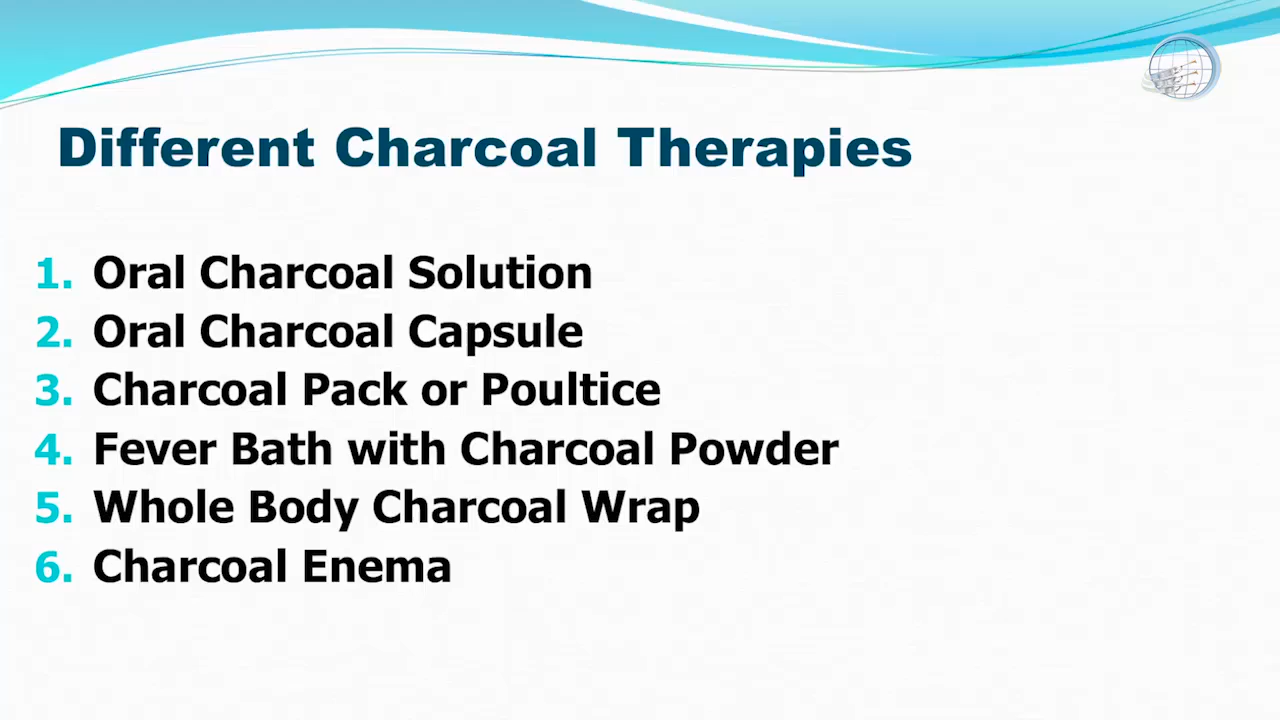 Different Charcoal Therapies
1. Oral Charcoal Solution
2. Oral Charcoal Capsule
3. Charcoal Pack or Poultice
4. Fever Bath with Charcoal Powder
5. Whole Body Charcoal Wrap
6. Charcoal Enema